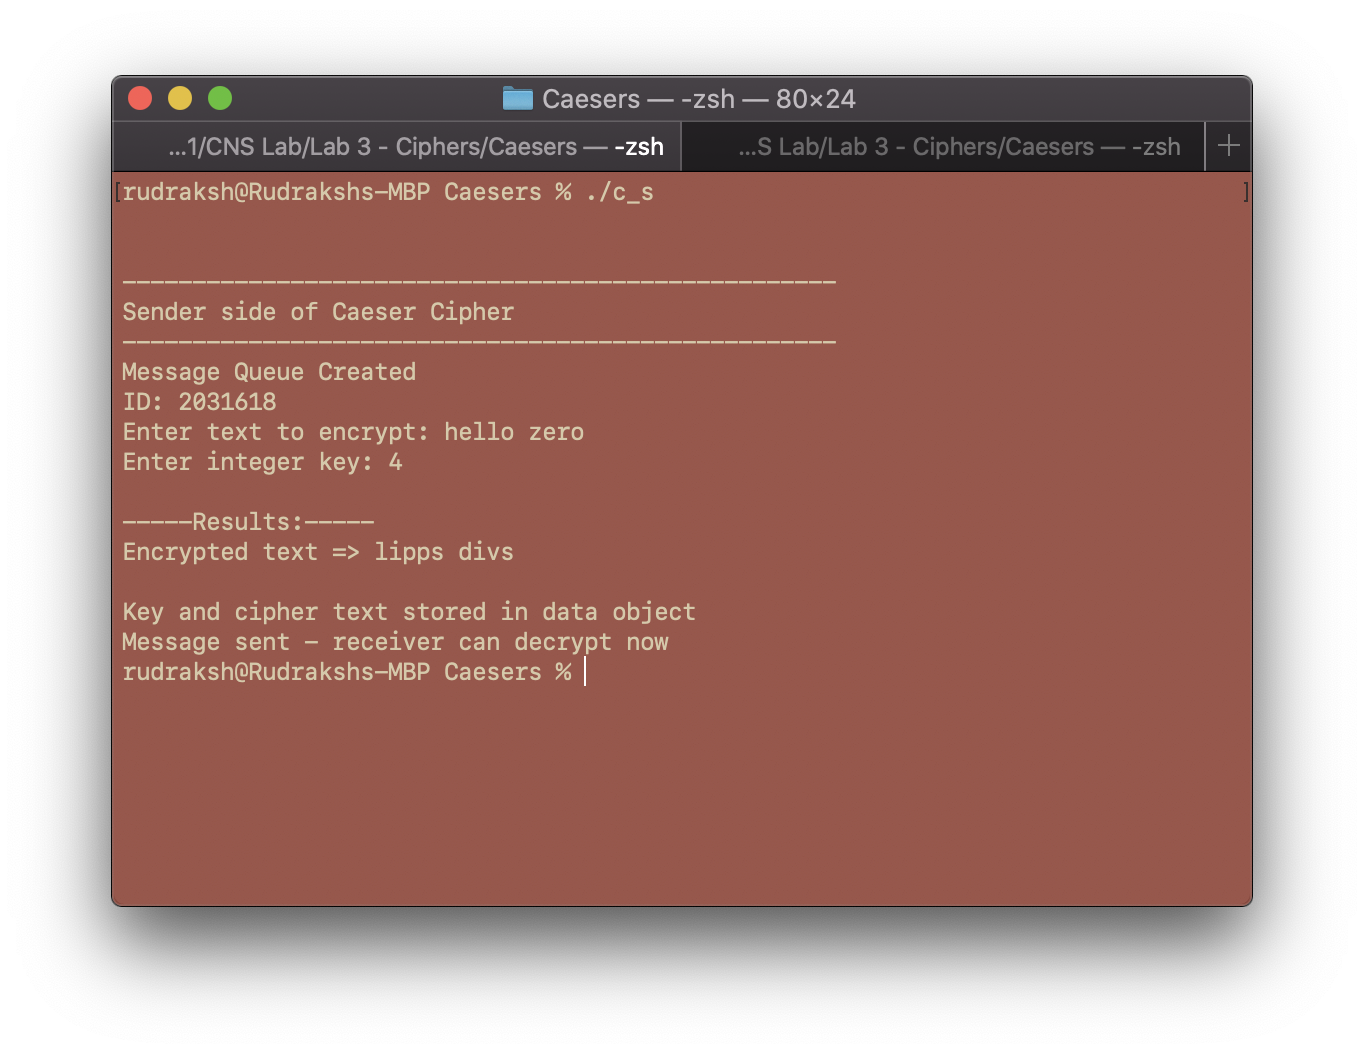 Caesers — -zsh — 80×24
...1/CNS Lab/Lab 3 - Ciphers/Caesers — -zsh
...S Lab/Lab 3 - Ciphers/Caesers — -zsh
[rudraksh@Rudrakshs-MBP Caesers % ./c_s ]
---------------------------------------------------
Sender side of Caeser Cipher
---------------------------------------------------
Message Queue Created
ID: 2031618
Enter text to encrypt: hello zero
Enter integer key: 4
-----Results:-----
Encrypted text => lipps divs
Key and cipher text stored in data object
Message sent - receiver can decrypt now
rudraksh@Rudrakshs-MBP Caesers %